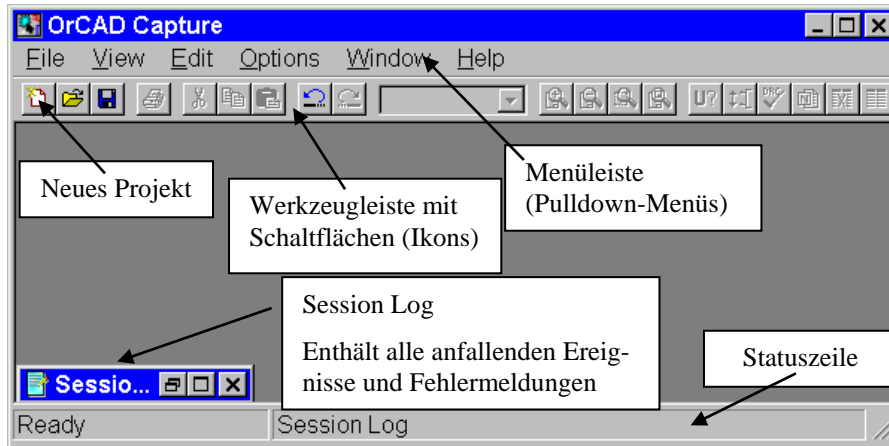 OrCAD Capture
File View Edit Options Window Help
U?
DRC
Neues Projekt
Werkzeugleiste mit
Schaltflächen (Ikons)
Menüleiste
(Pulldown-Menüs)
Session Log
Enthält alle anfallenden Ereig-
nisse und Fehlermeldungen
Statuszeile
Sessio...
Ready
Session Log